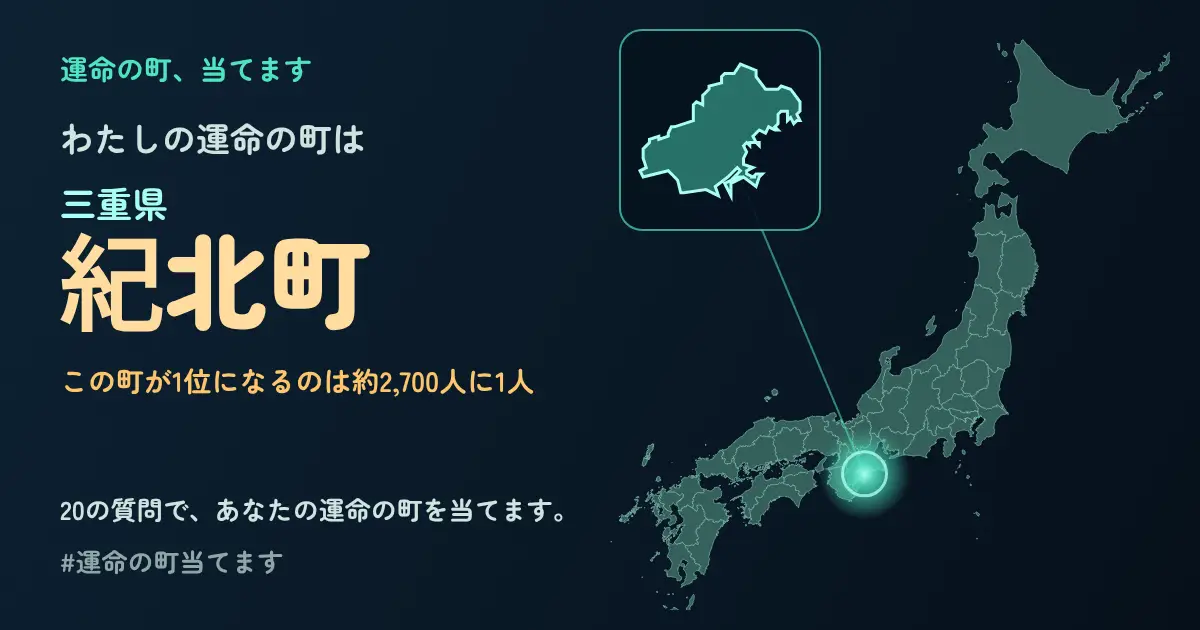 運命の町、当てます
わたしの運命の町は
三重県
紀北町
この町が1位になるのは約2,700人に1人
20の質問で、あなたの運命の町を当てます。
#運命の町当てます